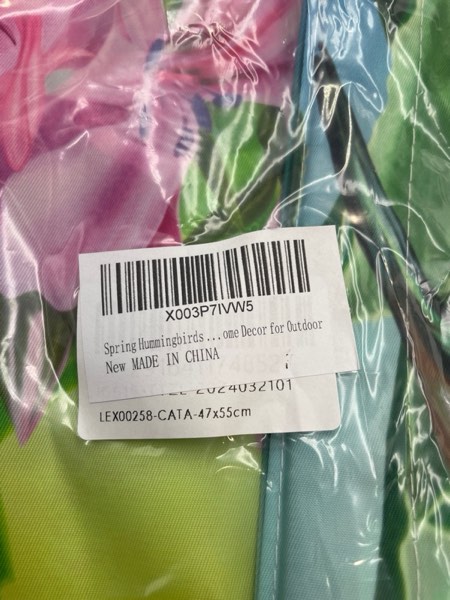 X003P7IVW5
Spring Hummingbirds ...ome Decor for Outdoor
New MADE IN CHINA
2024032101
LEX00258-CATA-47x55cm